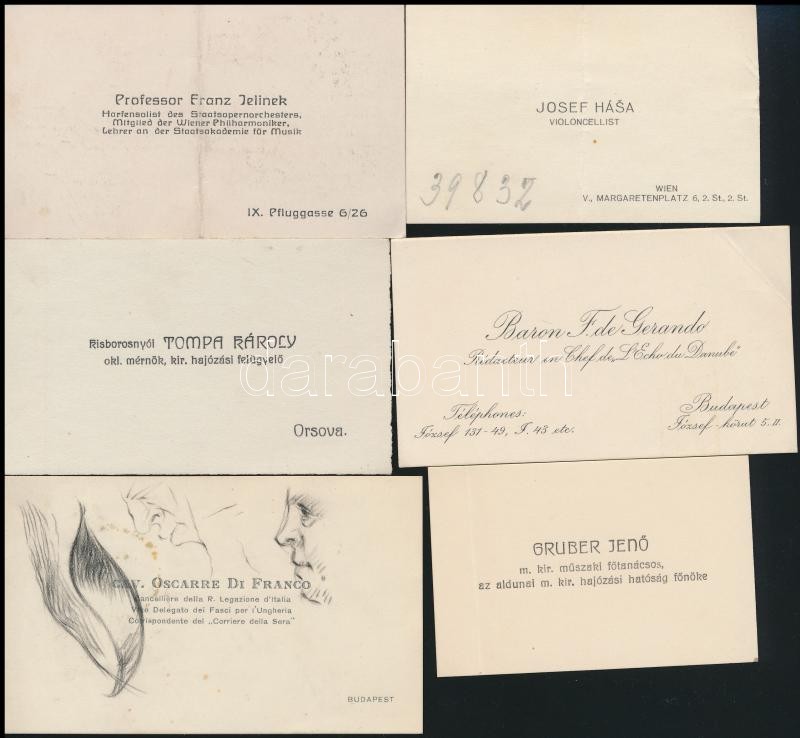 Professor Franz Jelinek
Harfensolist des Staatsopernorchesters,
Mitglied der Wiener Philharmoniker,
Lehrer an der Staatsakademie für Musik
IX. Pfluggasse 6/26
JOSEF HÁŠA
VIOLONCELLIST
39832
WIEN
V., MARGARETENPLATZ 6, 2. St., 2. St.
Kisborosnyói TOMPA KÁROLY
okl. mérnök, kir. hajózási felügyelő
Orsova.
Baron F. de Gerando
Rédacteur en Chef de „L'Echo du Danube"
Téléphones:
József 131-49, J. 43 etc.
Budapest
József-körut 5. II.
darabanth
CAV. OSCARRE DI FRANCO
Cancelliere della R. Legazione d'Italia
Vice Delegato dei Fasci per l'Ungheria
Corrispondente del „Corriere della Sera"
BUDAPEST
GRUBER JENŐ
m. kir. műszaki főtanácsos,
az aldunai m. kir. hajózási hatóság főnöke